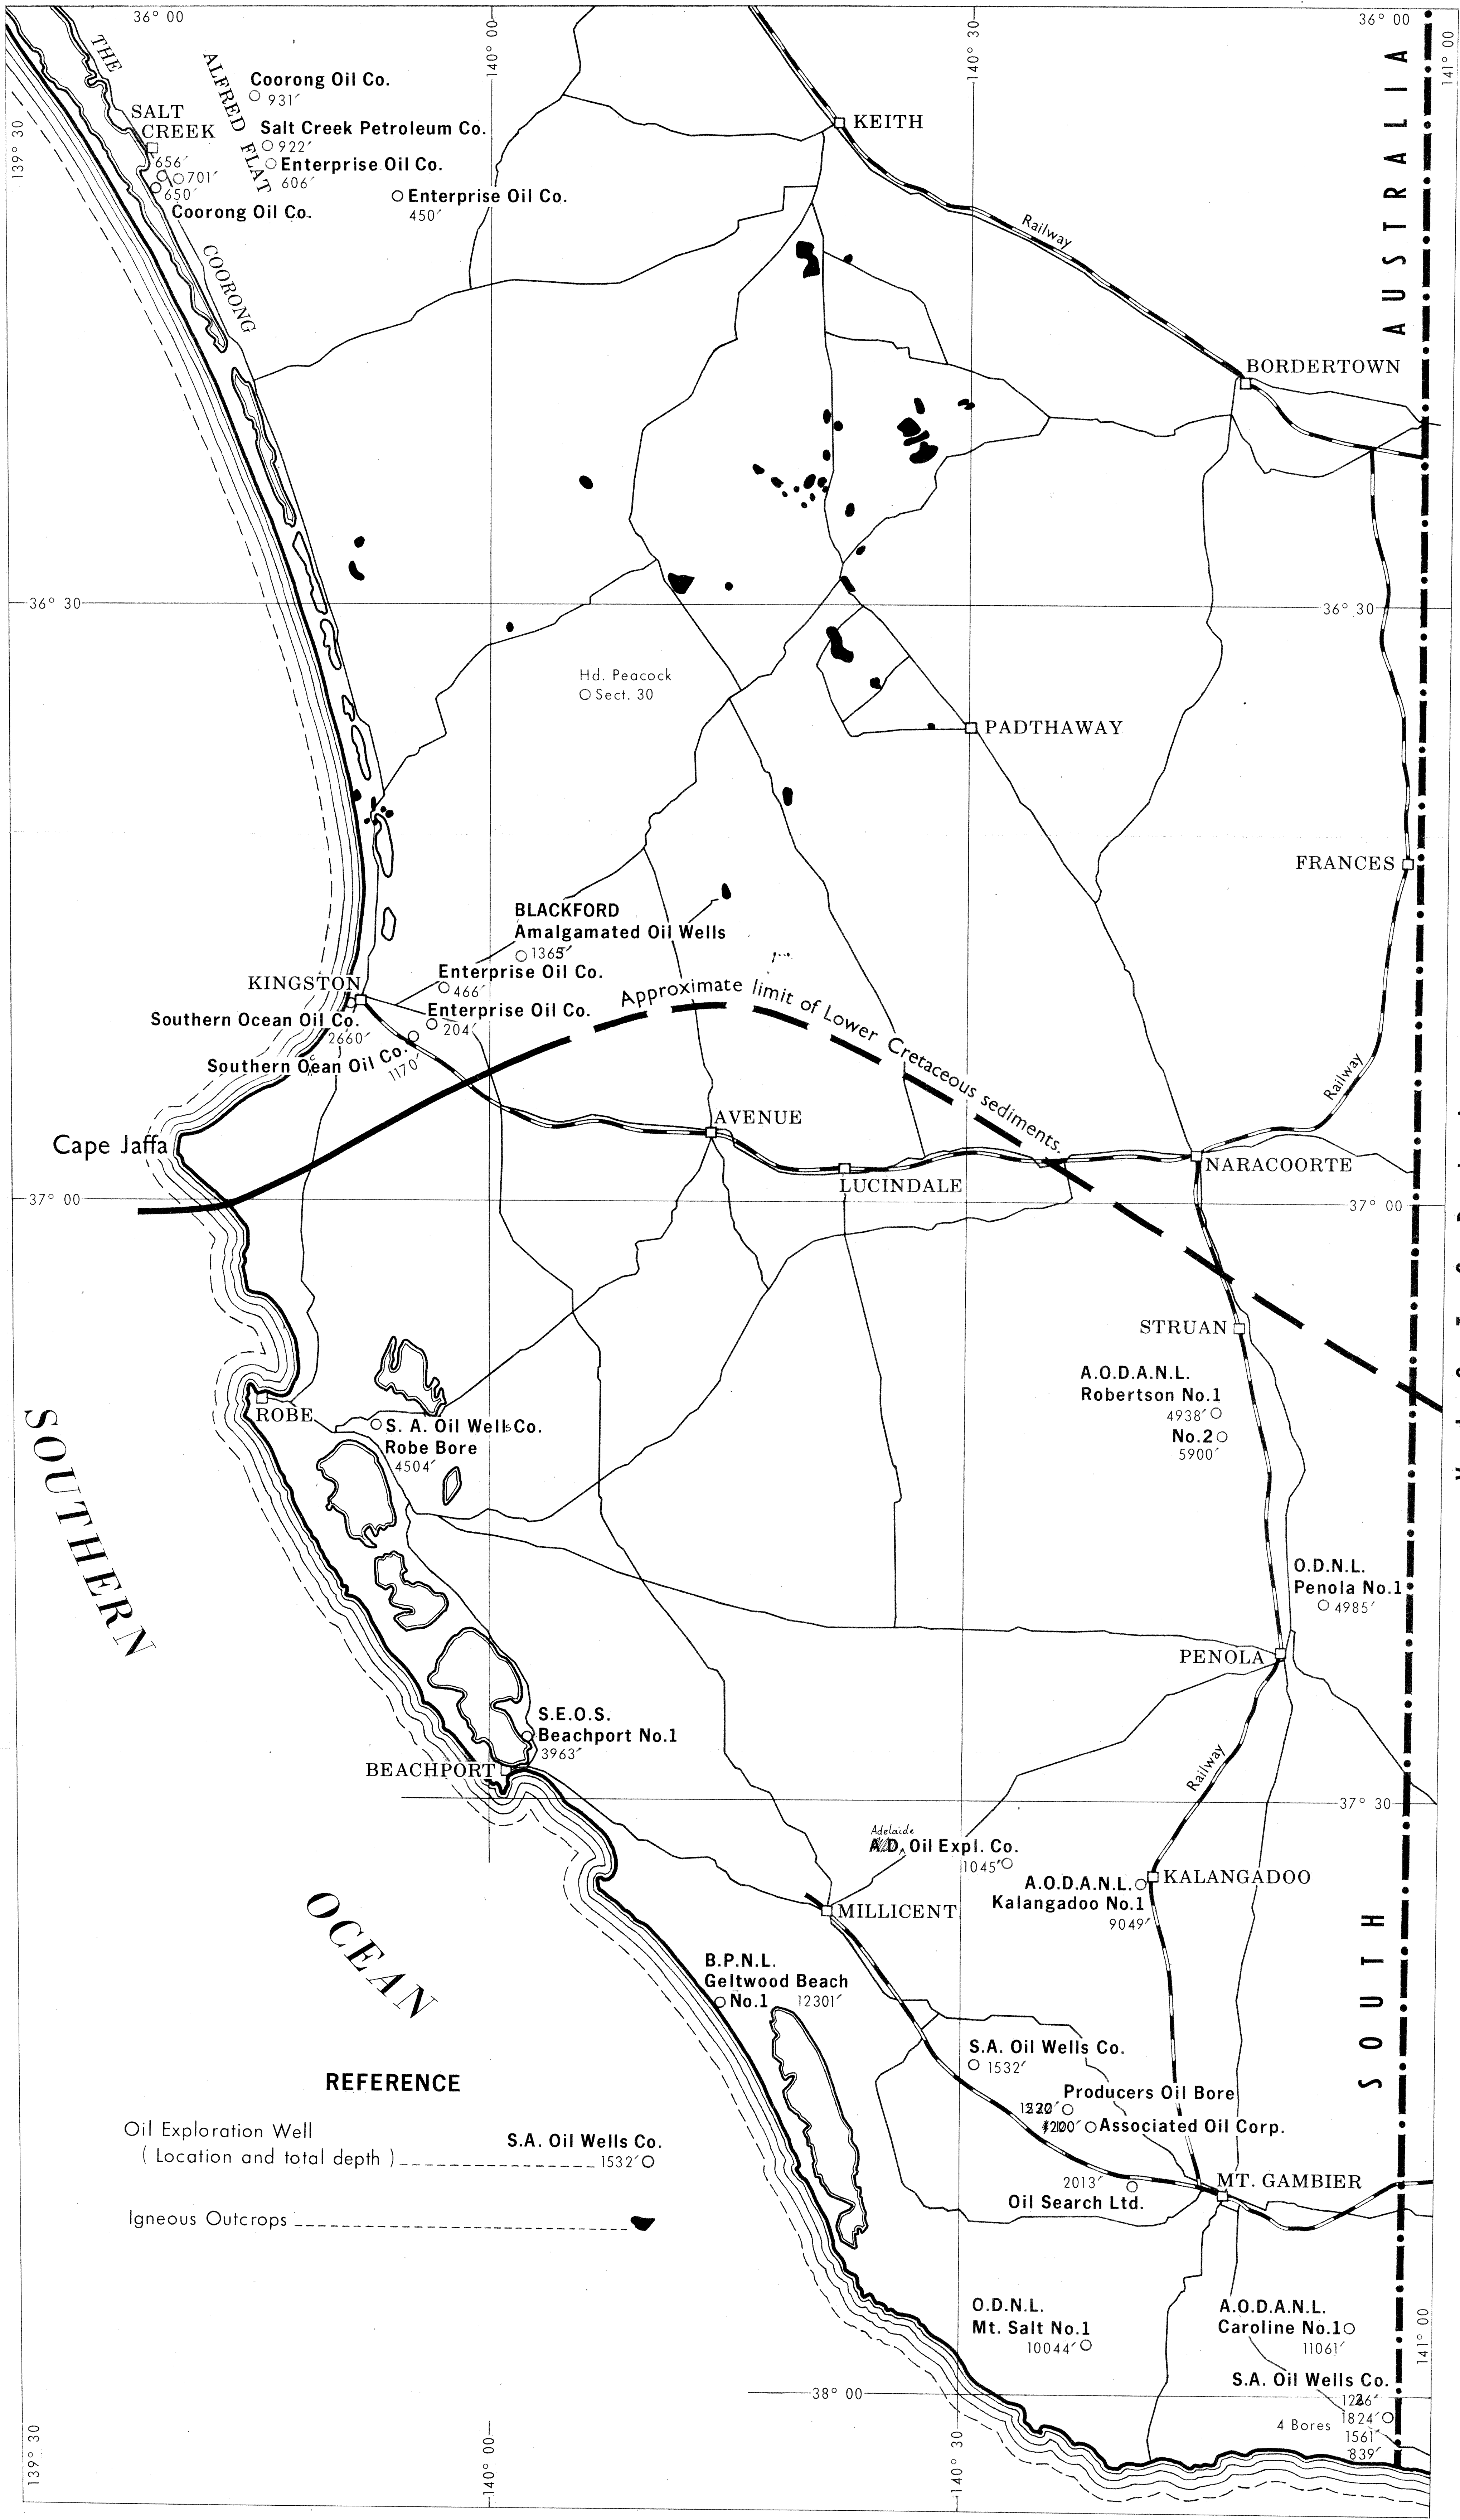 36° 00
140° 00
140° 30
36° 00
141° 00
139° 30
THE
COORONG
ALFRED FLAT
SALT
CREEK
Coorong Oil Co.
931′
Salt Creek Petroleum Co.
922′
Enterprise Oil Co.
606′
656′
701′
650′
Coorong Oil Co.
Enterprise Oil Co.
450′
KEITH
Railway
AUSTRALIA
BORDERTOWN
36° 30
36° 30
Hd. Peacock
Sect. 30
PADTHAWAY
FRANCES
BLACKFORD
Amalgamated Oil Wells
1365′
KINGSTON
Enterprise Oil Co.
466′
Enterprise Oil Co.
204′
Southern Ocean Oil Co.
2660′
Southern Ocean Oil Co.
1170′
Approximate limit of Lower Cretaceous sediments.
Railway
Cape Jaffa
AVENUE
LUCINDALE
NARACOORTE
37° 00
37° 00
STRUAN
A.O.D.A.N.L.
Robertson No.1
4938′
No.2
5900′
ROBE
S. A. Oil Wells Co.
Robe Bore
4504′
SOUTHERN
OCEAN
O.D.N.L.
Penola No.1
4985′
PENOLA
S.E.O.S.
Beachport No.1
3963′
BEACHPORT
Railway
37° 30
Adelaide
Oil Expl. Co.
1045′
A.O.D.A.N.L.
Kalangadoo No.1
9049′
KALANGADOO
MILLICENT
SOUTH
B.P.N.L.
Geltwood Beach
No.1 12301′
S.A. Oil Wells Co.
1532′
Producers Oil Bore
Associated Oil Corp.
2013′
Oil Search Ltd.
MT. GAMBIER
REFERENCE
Oil Exploration Well
( Location and total depth )
S.A. Oil Wells Co.
1532′
Igneous Outcrops
O.D.N.L.
Mt. Salt No.1
10044′
A.O.D.A.N.L.
Caroline No.1
11061′
S.A. Oil Wells Co.
4 Bores
1824′
1561′
839′
38° 00
139° 30
140° 00
140° 30
141° 00